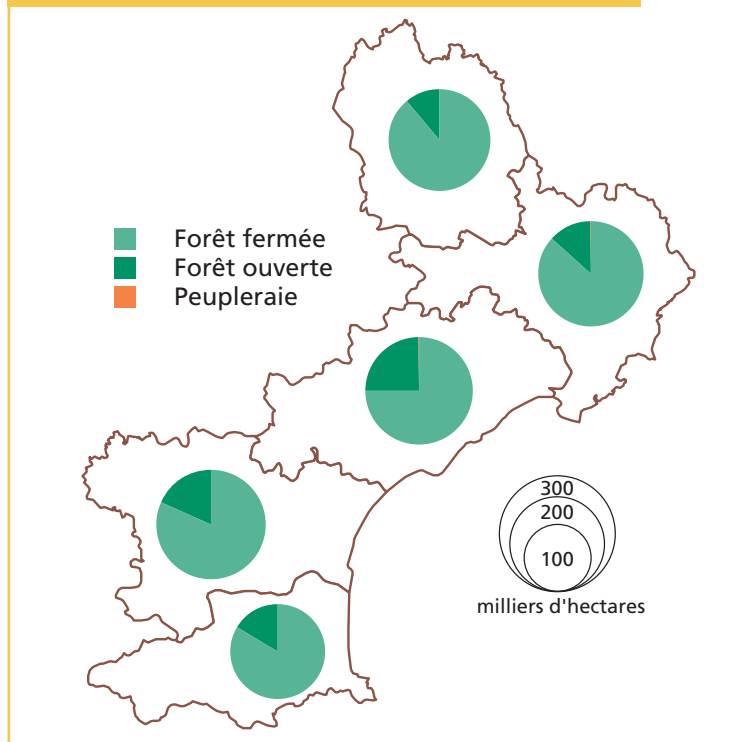 Forêt fermée
Forêt ouverte
Peupleraie
300
200
100
milliers d'hectares